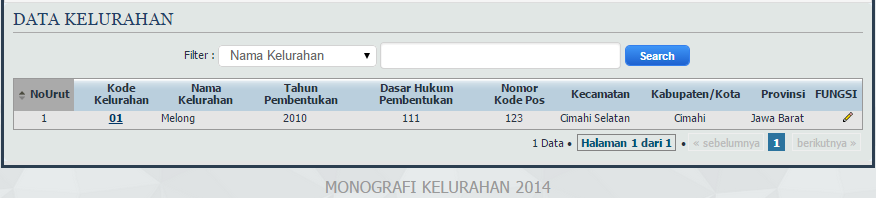 DATA KELURAHAN
Filter : Nama Kelurahan Search
NoUrut Kode Kelurahan Nama Kelurahan Tahun Pembentukan Dasar Hukum Pembentukan Nomor Kode Pos Kecamatan Kabupaten/Kota Provinsi FUNGSI
1 01 Melong 2010 111 123 Cimahi Selatan Cimahi Jawa Barat
1 Data • Halaman 1 dari 1 • « sebelumnya 1 berikutnya »
MONOGRAFI KELURAHAN 2014